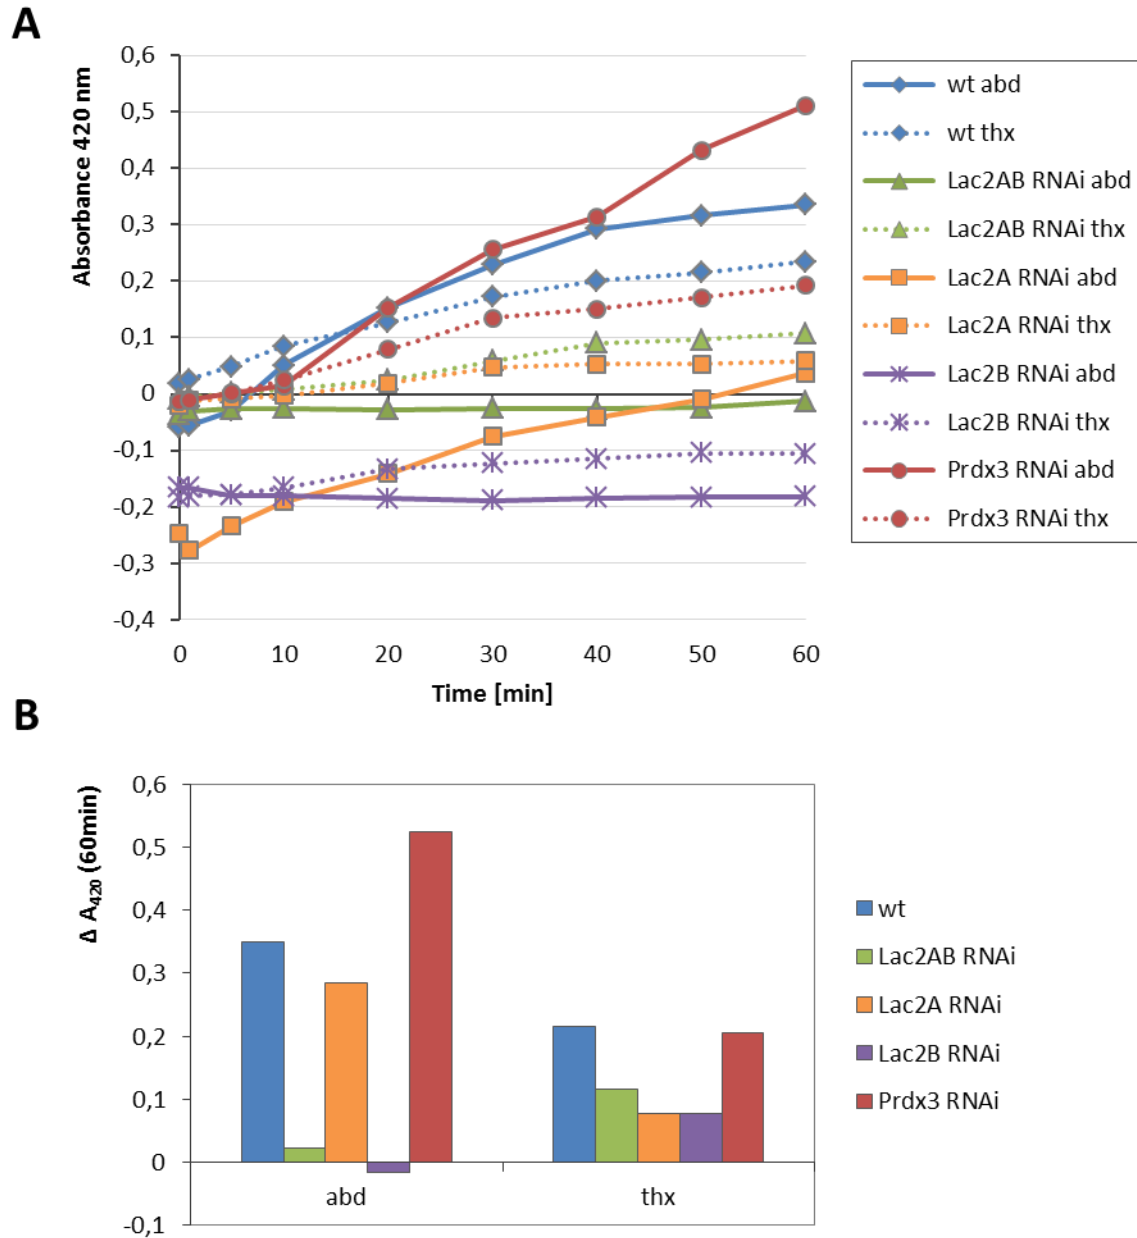 A
Absorbance 420 nm
0,6
0,5
0,4
0,3
0,2
0,1
0
-0,1
-0,2
-0,3
-0,4
0 10 20 30 40 50 60
Time [min]
wt abd
wt thx
Lac2AB RNAi abd
Lac2AB RNAi thx
Lac2A RNAi abd
Lac2A RNAi thx
Lac2B RNAi abd
Lac2B RNAi thx
Prdx3 RNAi abd
Prdx3 RNAi thx
B
Δ A₄₂₀ (60min)
0,6
0,5
0,4
0,3
0,2
0,1
0
-0,1
abd thx
wt
Lac2AB RNAi
Lac2A RNAi
Lac2B RNAi
Prdx3 RNAi